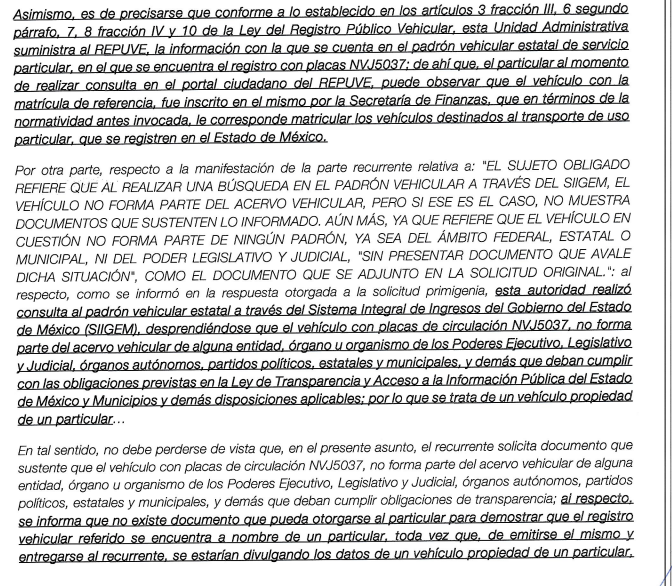 Asimismo, es de precisarse que conforme a lo establecido en los artículos 3 fracción III, 6 segundo
párrafo, 7, 8 fracción IV y 10 de la Ley del Registro Público Vehicular, esta Unidad Administrativa
suministra al REPUVE, la información con la que se cuenta en el padrón vehicular estatal de servicio
particular, en el que se encuentra el registro con placas NVJ5037; de ahí que, el particular al momento
de realizar consulta en el portal ciudadano del REPUVE, puede observar que el vehículo con la
matrícula de referencia, fue inscrito en el mismo por la Secretaría de Finanzas, que en términos de la
normatividad antes invocada, le corresponde matricular los vehículos destinados al transporte de uso
particular, que se registren en el Estado de México.
Por otra parte, respecto a la manifestación de la parte recurrente relativa a: "EL SUJETO OBLIGADO
REFIERE QUE AL REALIZAR UNA BÚSQUEDA EN EL PADRÓN VEHICULAR A TRAVÉS DEL SIIGEM, EL
VEHÍCULO NO FORMA PARTE DEL ACERVO VEHICULAR, PERO SI ESE ES EL CASO, NO MUESTRA
DOCUMENTOS QUE SUSTENTEN LO INFORMADO. AÚN MÁS, YA QUE REFIERE QUE EL VEHÍCULO EN
CUESTIÓN NO FORMA PARTE DE NINGÚN PADRÓN, YA SEA DEL ÁMBITO FEDERAL, ESTATAL O
MUNICIPAL, NI DEL PODER LEGISLATIVO Y JUDICIAL, "SIN PRESENTAR DOCUMENTO QUE AVALE
DICHA SITUACIÓN", COMO EL DOCUMENTO QUE SE ADJUNTO EN LA SOLICITUD ORIGINAL.": al
respecto, como se informó en la respuesta otorgada a la solicitud primigenia, esta autoridad realizó
consulta al padrón vehicular estatal a través del Sistema Integral de Ingresos del Gobierno del Estado
de México (SIIGEM), desprendiéndose que el vehículo con placas de circulación NVJ5037, no forma
parte del acervo vehicular de alguna entidad, órgano u organismo de los Poderes Ejecutivo, Legislativo
y Judicial, órganos autónomos, partidos políticos, estatales y municipales, y demás que deban cumplir
con las obligaciones previstas en la Ley de Transparencia y Acceso a la Información Pública del Estado
de México y Municipios y demás disposiciones aplicables; por lo que se trata de un vehículo propiedad
de un particular…
En tal sentido, no debe perderse de vista que, en el presente asunto, el recurrente solicita documento que
sustente que el vehículo con placas de circulación NVJ5037, no forma parte del acervo vehicular de alguna
entidad, órgano u organismo de los Poderes Ejecutivo, Legislativo y Judicial, órganos autónomos, partidos
políticos, estatales y municipales, y demás que deban cumplir obligaciones de transparencia; al respecto,
se informa que no existe documento que pueda otorgarse al particular para demostrar que el registro
vehicular referido se encuentra a nombre de un particular, toda vez que, de emitirse el mismo y
entregarse al recurrente, se estarían divulgando los datos de un vehículo propiedad de un particular,